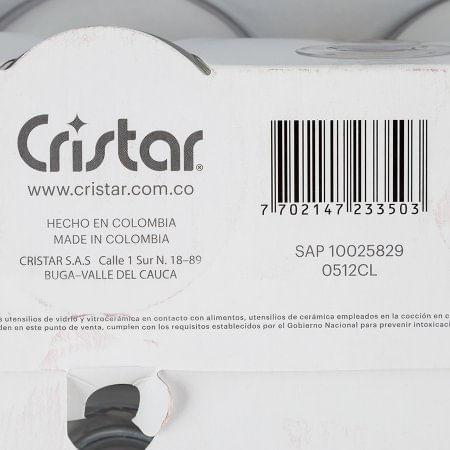 Cristar®
www.cristar.com.co
HECHO EN COLOMBIA
MADE IN COLOMBIA
CRISTAR S.A.S Calle 1 Sur N. 18-89
BUGA-VALLE DEL CAUCA
7 702147 233503
SAP 10025829
0512CL
s utensilios de vidrio y vitrocerámica en contacto con alimentos, utensilios de cerámica empleados en la cocción en c
den en este punto de venta, cumplen con los requisitos establecidos por el Gobierno Nacional para prevenir intoxicaci